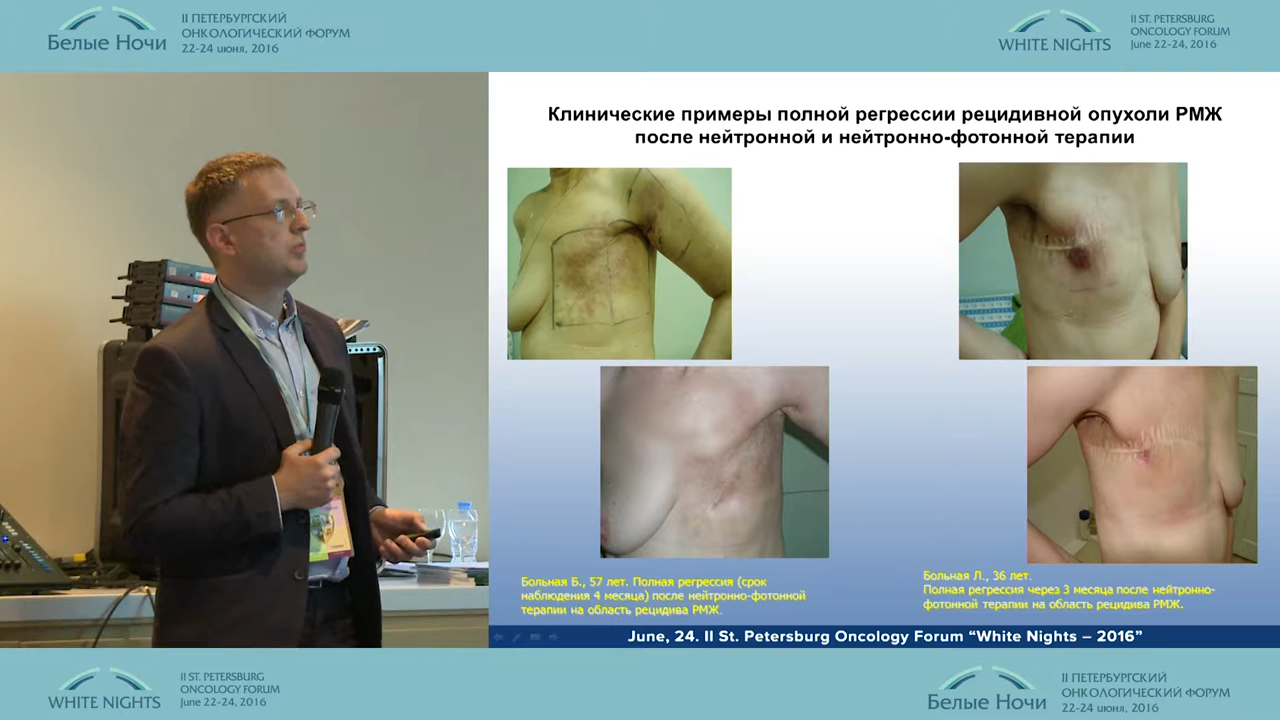 II ПЕТЕРБУРГСКИЙ
ОНКОЛОГИЧЕСКИЙ ФОРУМ
22-24 июня, 2016
Белые Ночи
WHITE NIGHTS
II ST. PETERSBURG
ONCOLOGY FORUM
June 22-24, 2016
Клинические примеры полной регрессии рецидивной опухоли РМЖ
после нейтронной и нейтронно-фотонной терапии
Больная Б., 57 лет. Полная регрессия (срок
наблюдения 4 месяца) после нейтронно-фотонной
терапии на область рецидива РМЖ.
Больная Л., 36 лет.
Полная регрессия через 3 месяца после нейтронно-
фотонной терапии на область рецидива РМЖ.
June, 24. II St. Petersburg Oncology Forum “White Nights – 2016”
WHITE NIGHTS
II ST. PETERSBURG
ONCOLOGY FORUM
June 22-24, 2016
Белые Ночи
II ПЕТЕРБУРГСКИЙ
ОНКОЛОГИЧЕСКИЙ ФОРУМ
22-24 июня, 2016